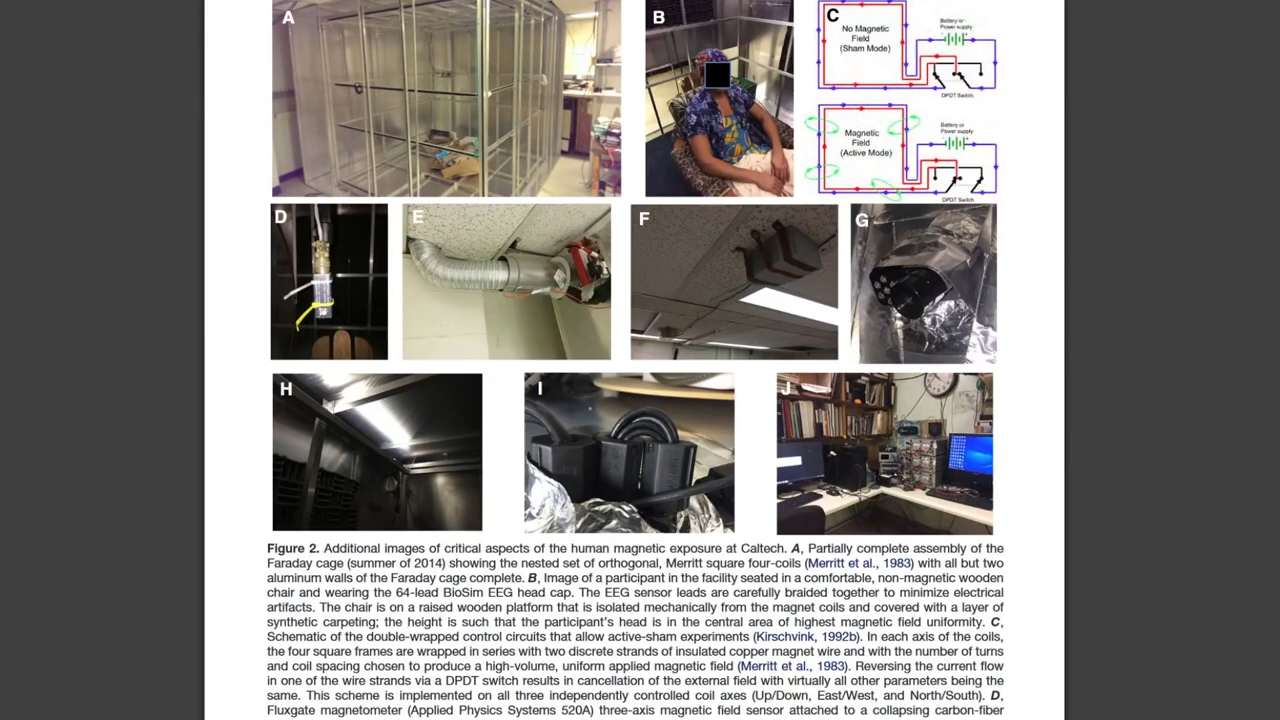 A
B
C
No Magnetic
Field
(Sham Mode)
Battery or
Power supply
DPDT Switch
Magnetic
Field
(Active Mode)
Battery or
Power supply
DPDT Switch
D
E
F
G
H
I
J
Figure 2. Additional images of critical aspects of the human magnetic exposure at Caltech. A, Partially complete assembly of the
Faraday cage (summer of 2014) showing the nested set of orthogonal, Merritt square four-coils (Merritt et al., 1983) with all but two
aluminum walls of the Faraday cage complete. B, Image of a participant in the facility seated in a comfortable, non-magnetic wooden
chair and wearing the 64-lead BioSim EEG head cap. The EEG sensor leads are carefully braided together to minimize electrical
artifacts. The chair is on a raised wooden platform that is isolated mechanically from the magnet coils and covered with a layer of
synthetic carpeting; the height is such that the participant's head is in the central area of highest magnetic field uniformity. C,
Schematic of the double-wrapped control circuits that allow active-sham experiments (Kirschvink, 1992b). In each axis of the coils,
the four square frames are wrapped in series with two discrete strands of insulated copper magnet wire and with the number of turns
and coil spacing chosen to produce a high-volume, uniform applied magnetic field (Merritt et al., 1983). Reversing the current flow
in one of the wire strands via a DPDT switch results in cancellation of the external field with virtually all other parameters being the
same. This scheme is implemented on all three independently controlled coil axes (Up/Down, East/West, and North/South). D,
Fluxgate magnetometer (Applied Physics Systems 520A) three-axis magnetic field sensor attached to a collapsing carbon-fiber